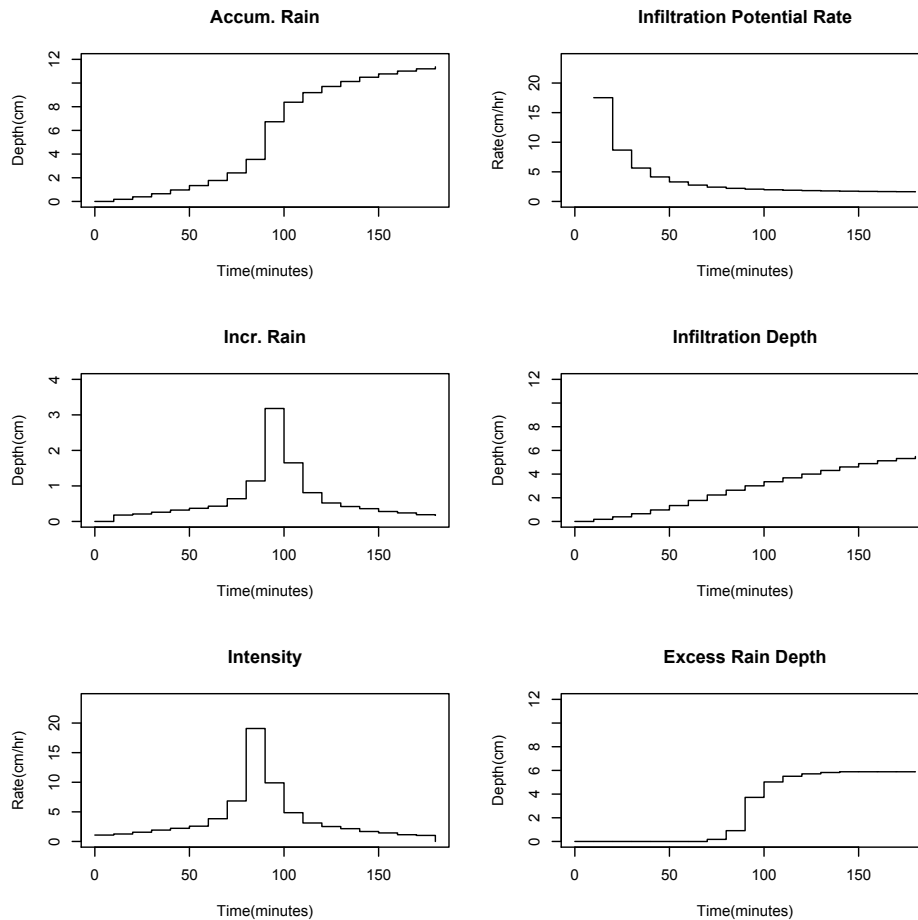 Accum. Rain
Depth(cm)
0 2 4 6 8 12
0 50 100 150
Time(minutes)
Infiltration Potential Rate
Rate(cm/hr)
0 5 10 15 20
0 50 100 150
Time(minutes)
Incr. Rain
Depth(cm)
0 1 2 3 4
0 50 100 150
Time(minutes)
Infiltration Depth
Depth(cm)
0 2 4 6 8 12
0 50 100 150
Time(minutes)
Intensity
Rate(cm/hr)
0 5 10 15 20
0 50 100 150
Time(minutes)
Excess Rain Depth
Depth(cm)
0 2 4 6 8 12
0 50 100 150
Time(minutes)